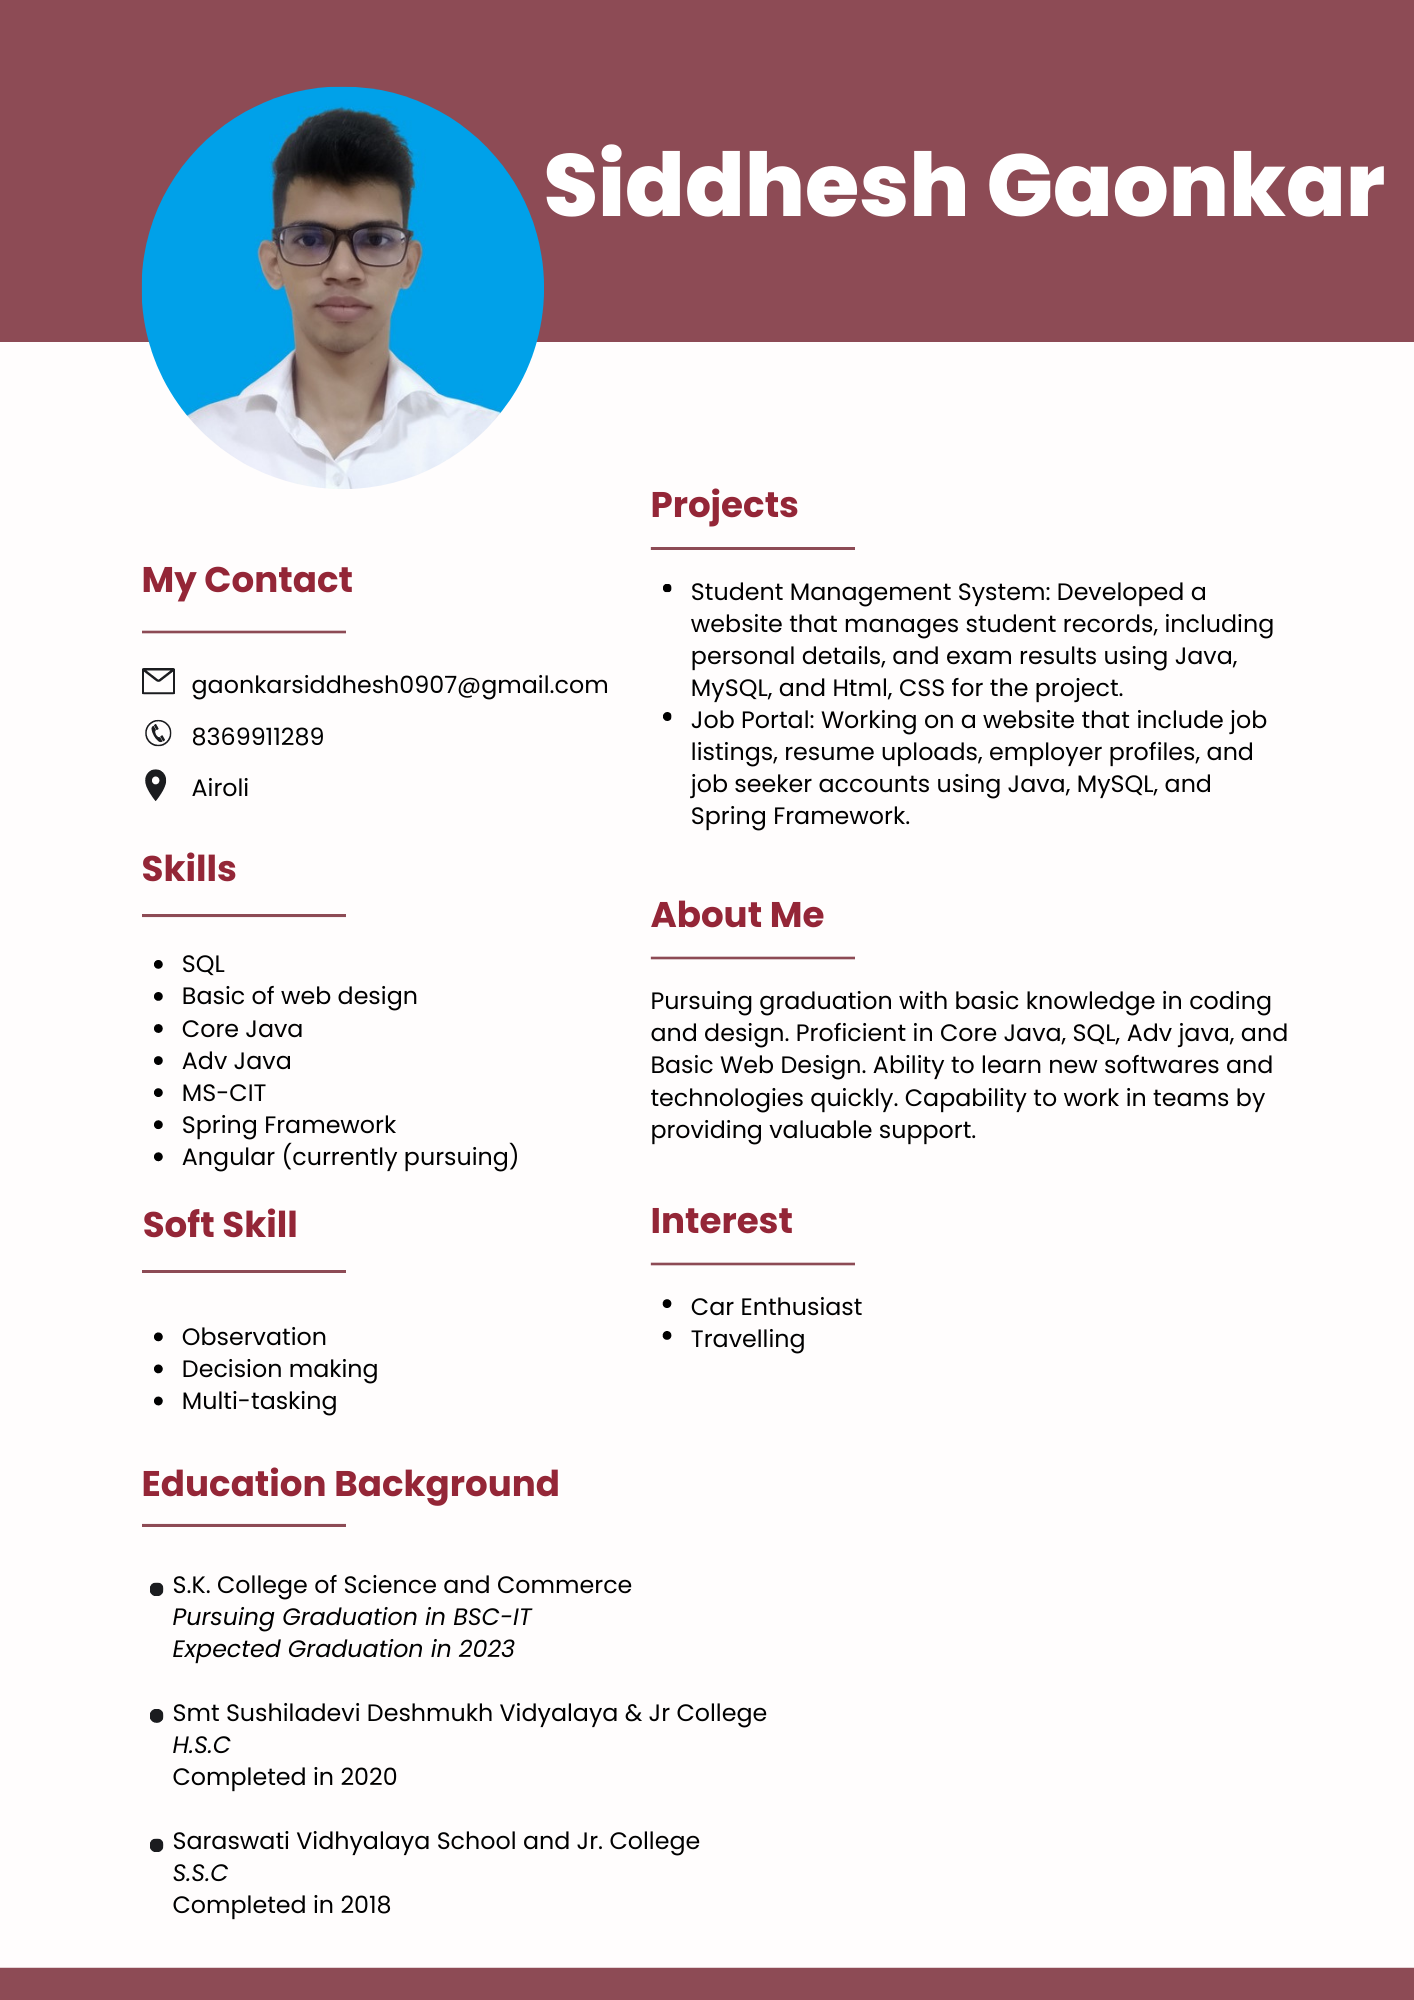 Siddhesh Gaonkar
My Contact
gaonkarsiddhesh0907@gmail.com
8369911289
Airoli
Skills
SQL
Basic of web design
Core Java
Adv Java
MS-CIT
Spring Framework
Angular (currently pursuing)
Soft Skill
Observation
Decision making
Multi-tasking
Education Background
S.K. College of Science and Commerce
Pursuing Graduation in BSC-IT
Expected Graduation in 2023
Smt Sushiladevi Deshmukh Vidyalaya & Jr College
H.S.C
Completed in 2020
Saraswati Vidhyalaya School and Jr. College
S.S.C
Completed in 2018
Projects
Student Management System: Developed a
website that manages student records, including
personal details, and exam results using Java,
MySQL, and Html, CSS for the project.
Job Portal: Working on a website that include job
listings, resume uploads, employer profiles, and
job seeker accounts using Java, MySQL, and
Spring Framework.
About Me
Pursuing graduation with basic knowledge in coding
and design. Proficient in Core Java, SQL, Adv java, and
Basic Web Design. Ability to learn new softwares and
technologies quickly. Capability to work in teams by
providing valuable support.
Interest
Car Enthusiast
Travelling